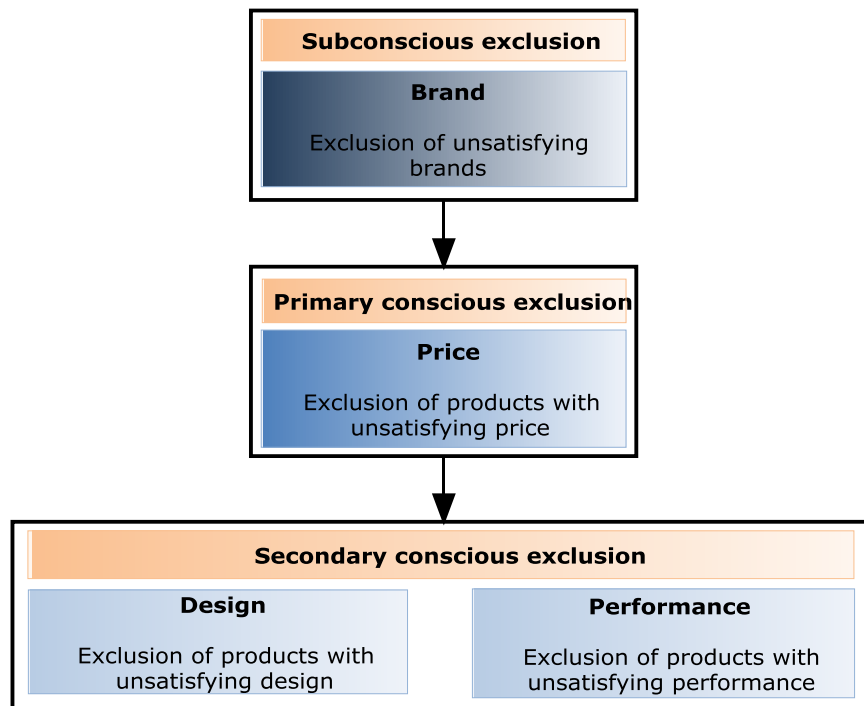 Subconscious exclusion
Brand
Exclusion of unsatisfying
brands
Primary conscious exclusion
Price
Exclusion of products with
unsatisfying price
Secondary conscious exclusion
Design
Exclusion of products with
unsatisfying design
Performance
Exclusion of products with
unsatisfying performance